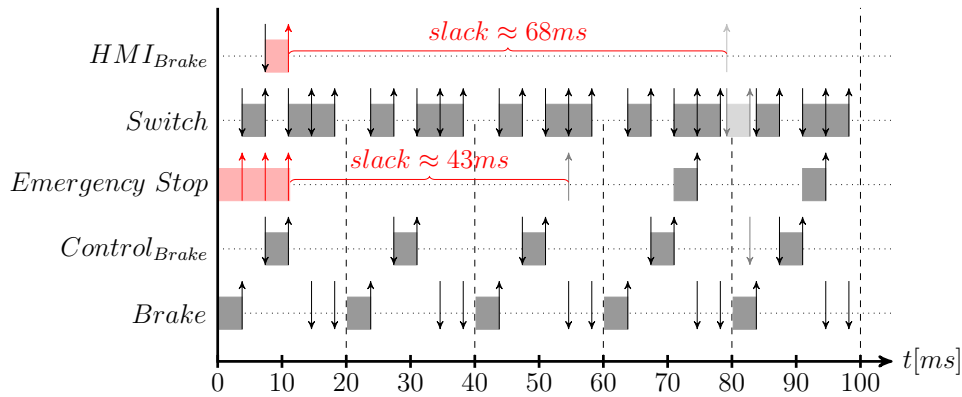 slack ≈ 68ms
HMI_Brake
Switch
slack ≈ 43ms
Emergency Stop
Control_Brake
Brake
t[ms]
0 10 20 30 40 50 60 70 80 90 100